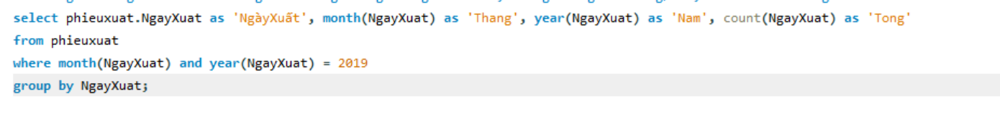 select phieuxuat.NgayXuat as 'NgàyXuất', month(NgayXuat) as 'Thang', year(NgayXuat) as 'Nam', count(NgayXuat) as 'Tong'
from phieuxuat
where month(NgayXuat) and year(NgayXuat) = 2019
group by NgayXuat;